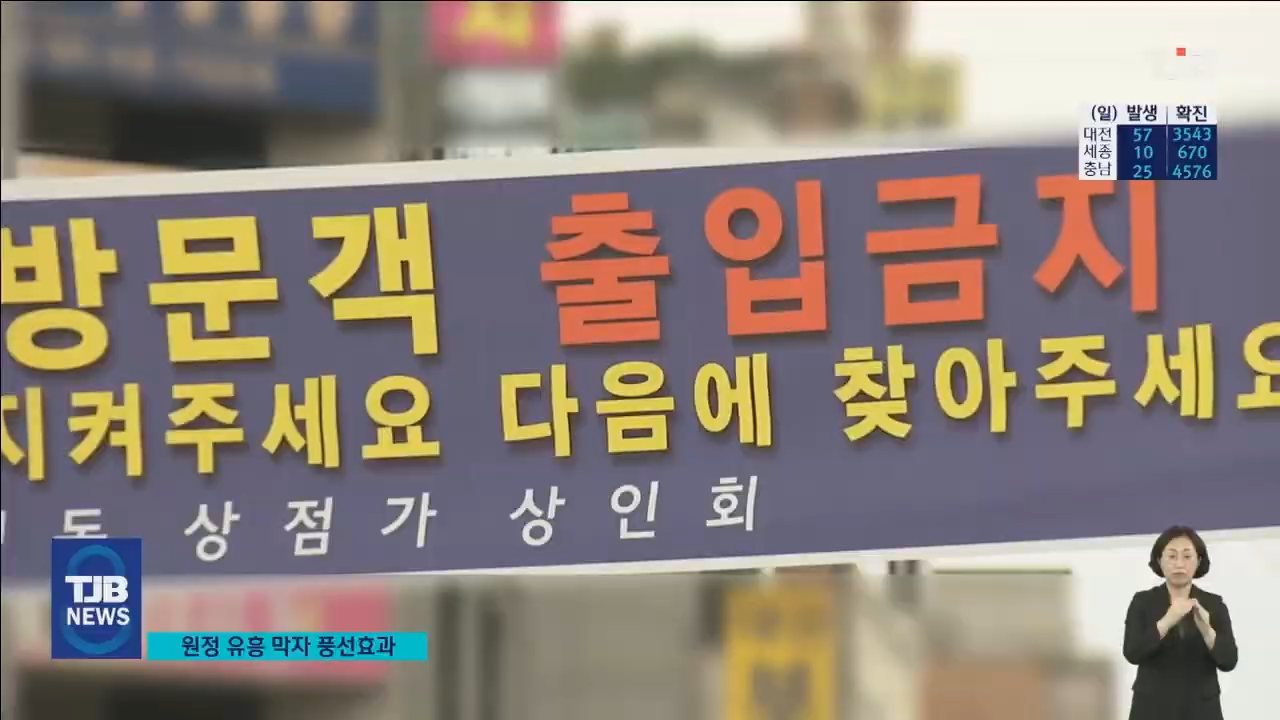 (일) 발생 확진
대전 57 3543
세종 10 670
충남 25 4576
방문객 출입금지
지켜주세요 다음에 찾아주세요
동 상점가 상인회
TJB
NEWS
원정 유흥 막자 풍선효과